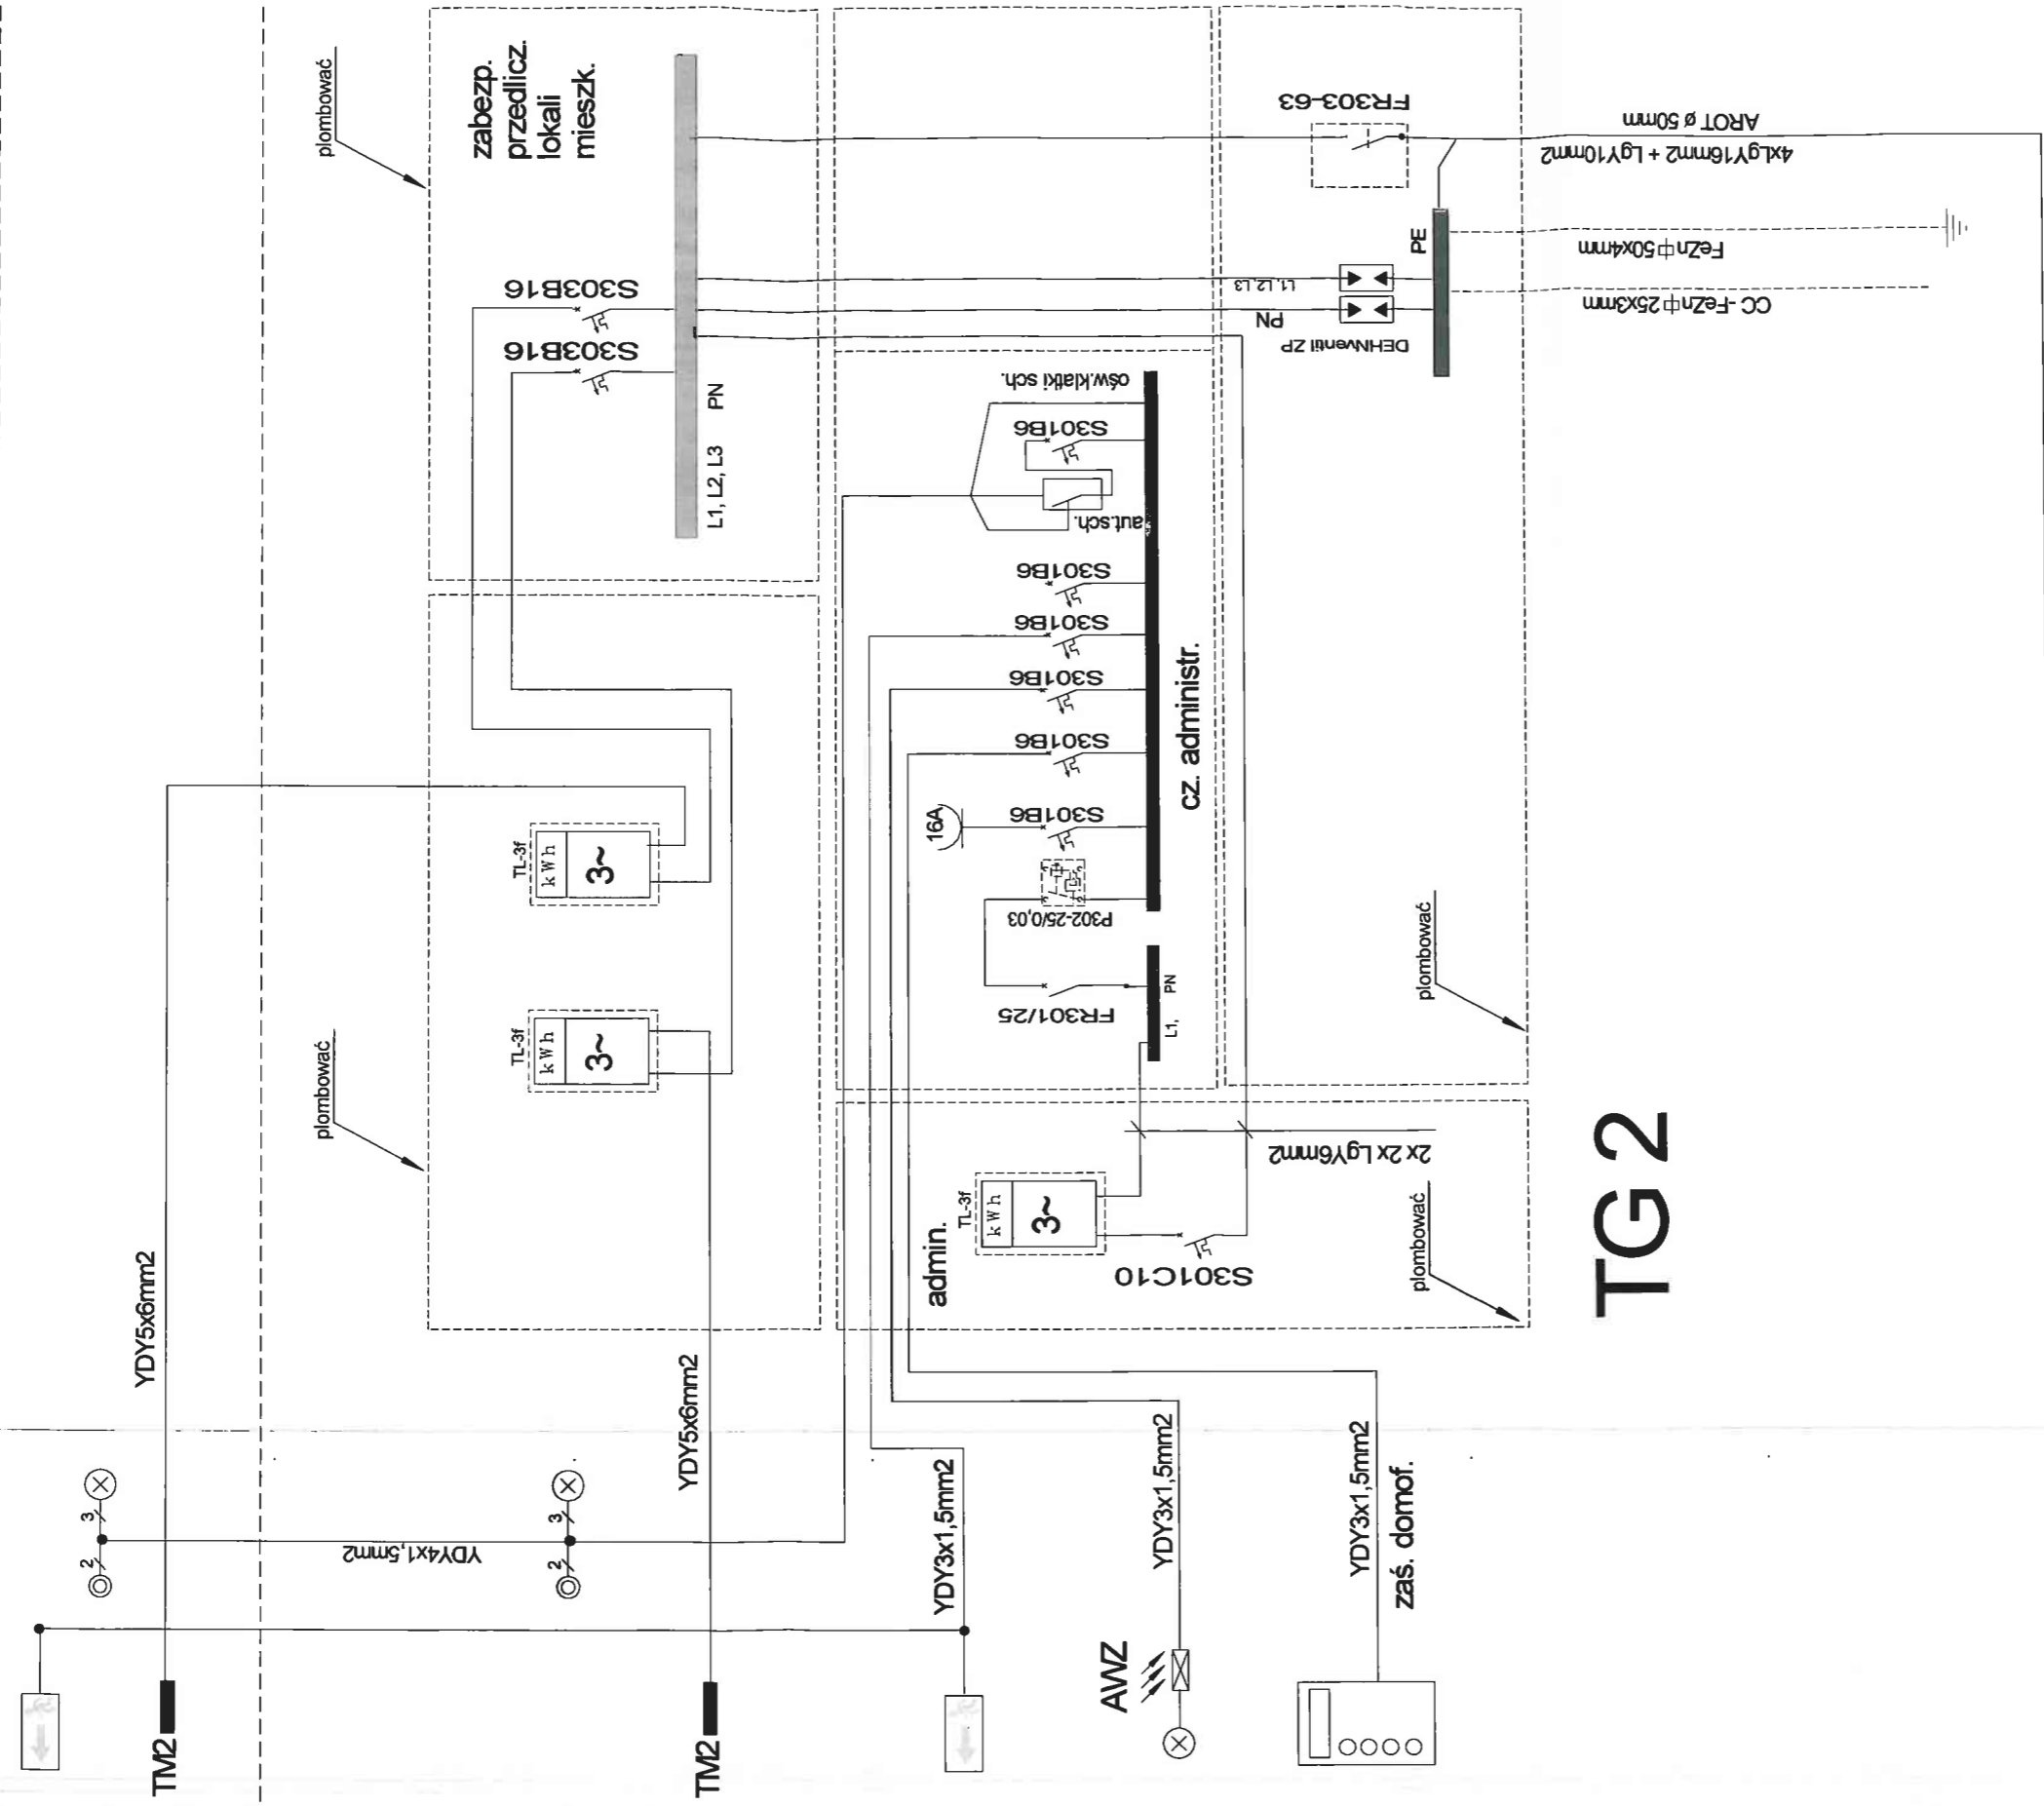 plombować
zabezp.
przedlicz.
lokali
mieszk.
S303B16
S303B16
L1, L2, L3 PN
FR303-63
AROT ø 50mm
4xLgY16mm2 + LgY10mm2
PE
FeZn 50x4mm
CC -FeZn 25x3mm
L1, L2, L3
PN
DEHNventil ZP
ośw.klatki sch.
S301B6
aut.sch.
S301B6
S301B6
S301B6
S301B6
16A
S301B6
P302-25/0,03
cz. administr.
FR301/25
L1, PN
TL-3f
kWh
3~
TL-3f
kWh
3~
plombować
plombować
2x 2x LgY6mm2
admin.
TL-3f
kWh
3~
S301C10
plombować
TG 2
YDY5x6mm2
YDY5x6mm2
3
2
3
2
YDY4x1,5mm2
YDY3x1,5mm2
YDY3x1,5mm2
YDY3x1,5mm2
zaś. domof.
TM2
TM2
AWZ